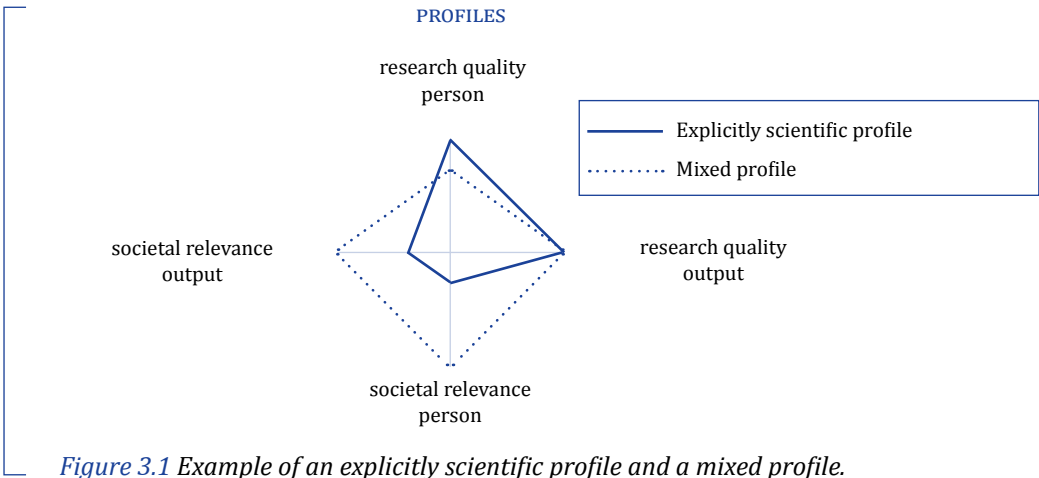 PROFILES
research quality
person
Explicitly scientific profile
Mixed profile
societal relevance
output
research quality
output
societal relevance
person
Figure 3.1 Example of an explicitly scientific profile and a mixed profile.